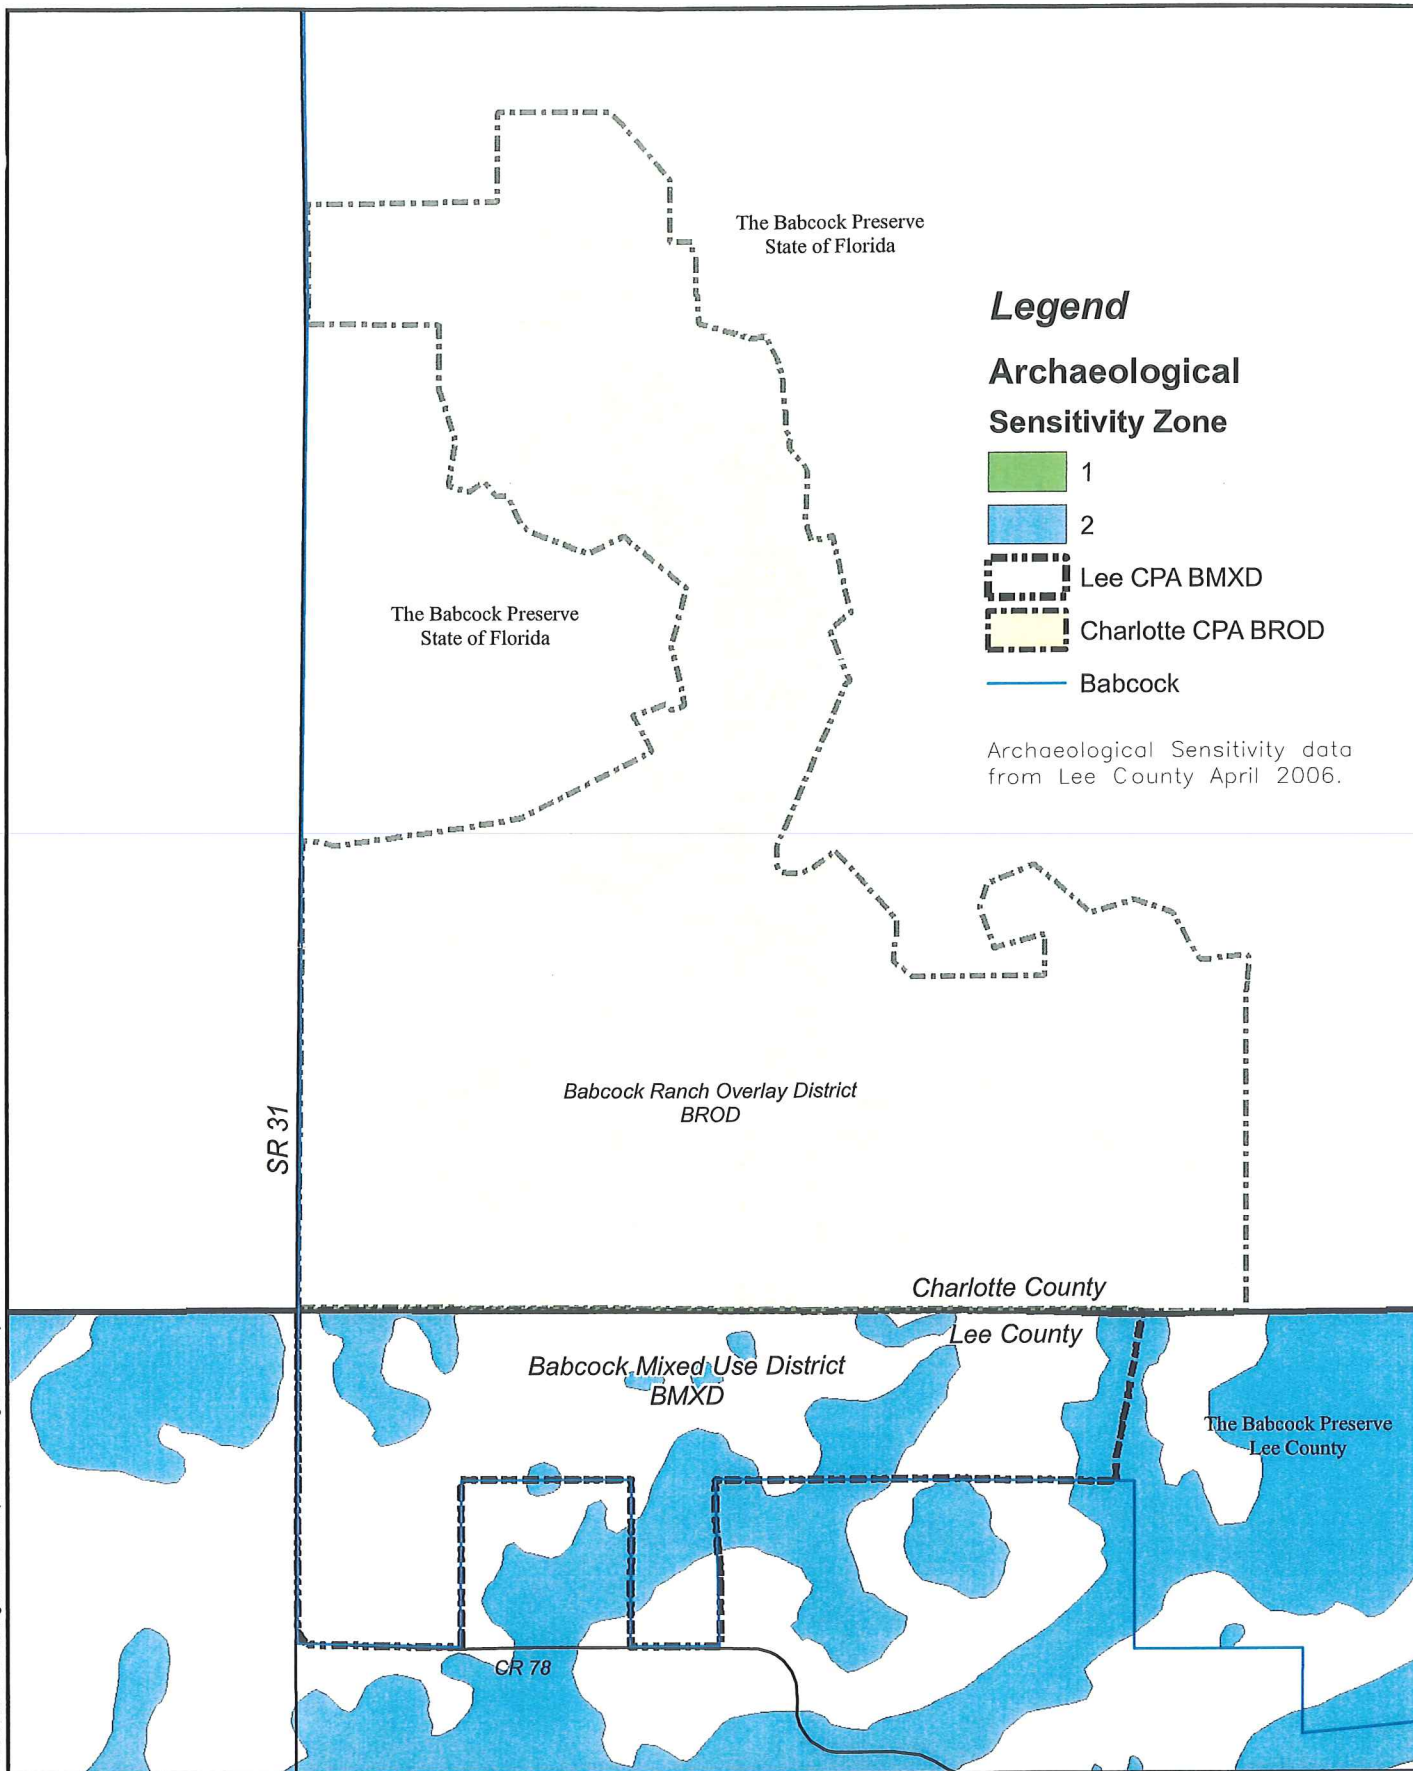 The Babcock Preserve
State of Florida
Legend
Archaeological
Sensitivity Zone
1
2
Lee CPA BMXD
Charlotte CPA BROD
Babcock
Archaeological Sensitivity data
from Lee County April 2006.
The Babcock Preserve
State of Florida
Babcock Ranch Overlay District
BROD
SR 31
Charlotte County
Lee County
Babcock Mixed Use District
BMXD
The Babcock Preserve
Lee County
CR 78